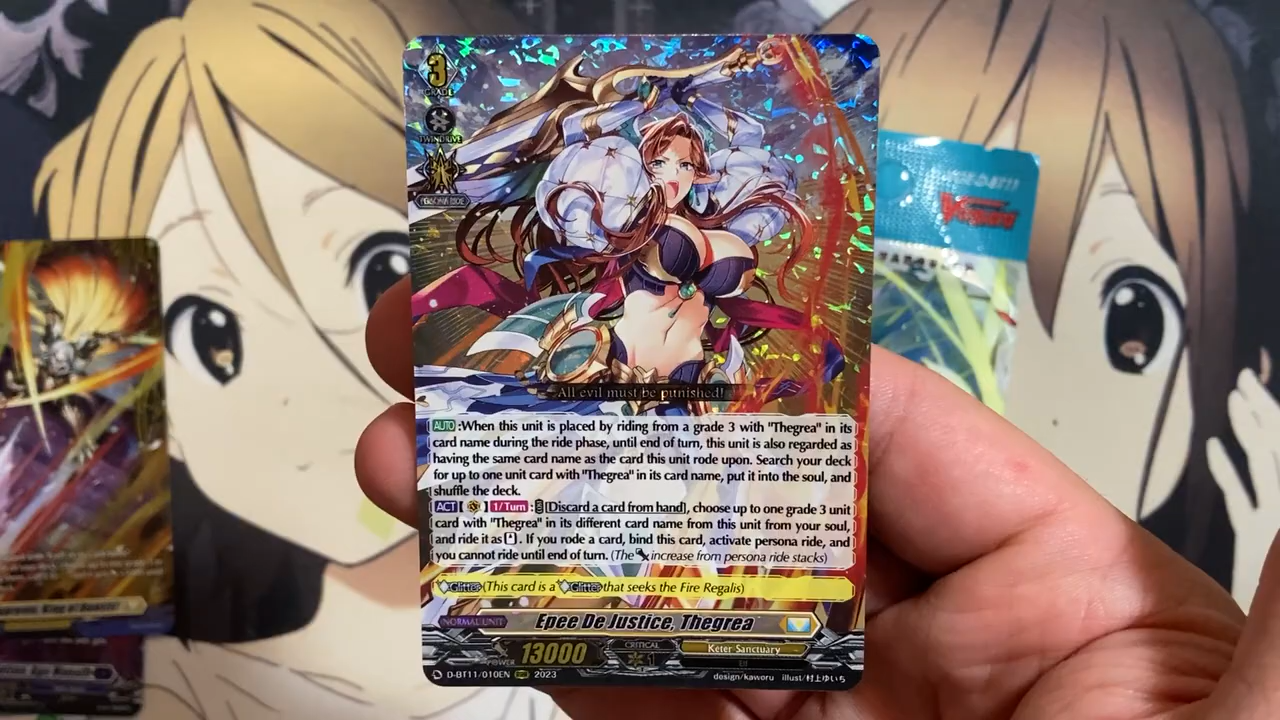 3
GRADE
TWINDRIVE
PERSONA RIDE
VANGUARD
All evil must be punished!
AUTO :When this unit is placed by riding from a grade 3 with "Thegrea" in its
card name during the ride phase, until end of turn, this unit is also regarded as
having the same card name as the card this unit rode upon. Search your deck
for up to one unit card with "Thegrea" in its card name, put it into the soul, and
shuffle the deck.
ACT [ ] 1/Turn : [Discard a card from hand], choose up to one grade 3 unit
card with "Thegrea" in its different card name from this unit from your soul,
and ride it as . If you rode a card, bind this card, activate persona ride, and
you cannot ride until end of turn. (The increase from persona ride stacks)
Glitter (This card is a Glitter that seeks the Fire Regalis)
NORMAL UNIT
Epee De Justice, Thegrea
POWER 13000
CRITICAL
1
Keter Sanctuary
Elf
D-BT11/010EN RRR 2023
design/kaworu illust/村上ゆいち